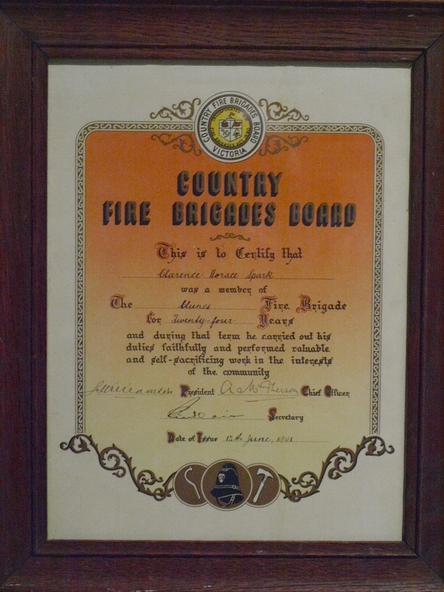 COUNTRY FIRE BRIGADES BOARD
VICTORIA
COUNTRY
FIRE BRIGADES BOARD
This is to Certify that
Clarence Horace Spark
was a member of
The Clunes Fire Brigade
for Twenty-four Years
and during that term he carried out his
duties faithfully and performed valuable
and self-sacrificing work in the interests
of the community
President Chief Officer
Secretary
Date of Issue 12th June,